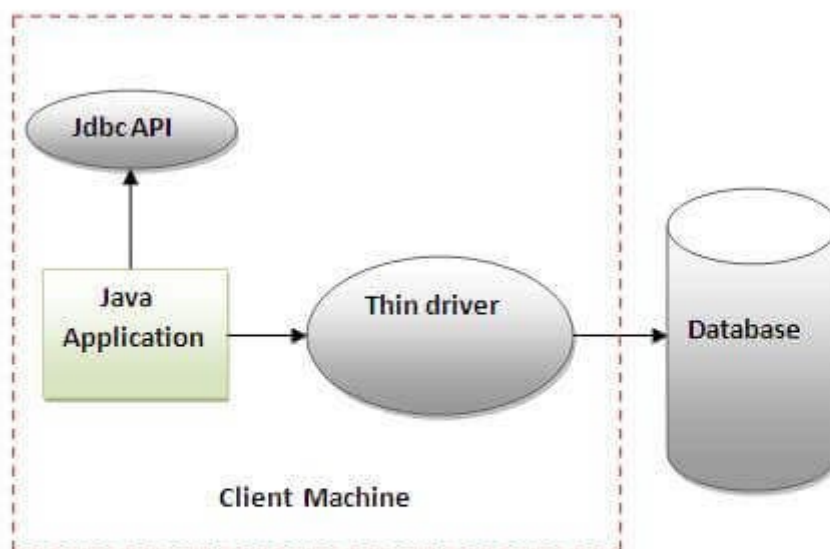 Jdbc API
Java
Application
Thin driver
Database
Client Machine